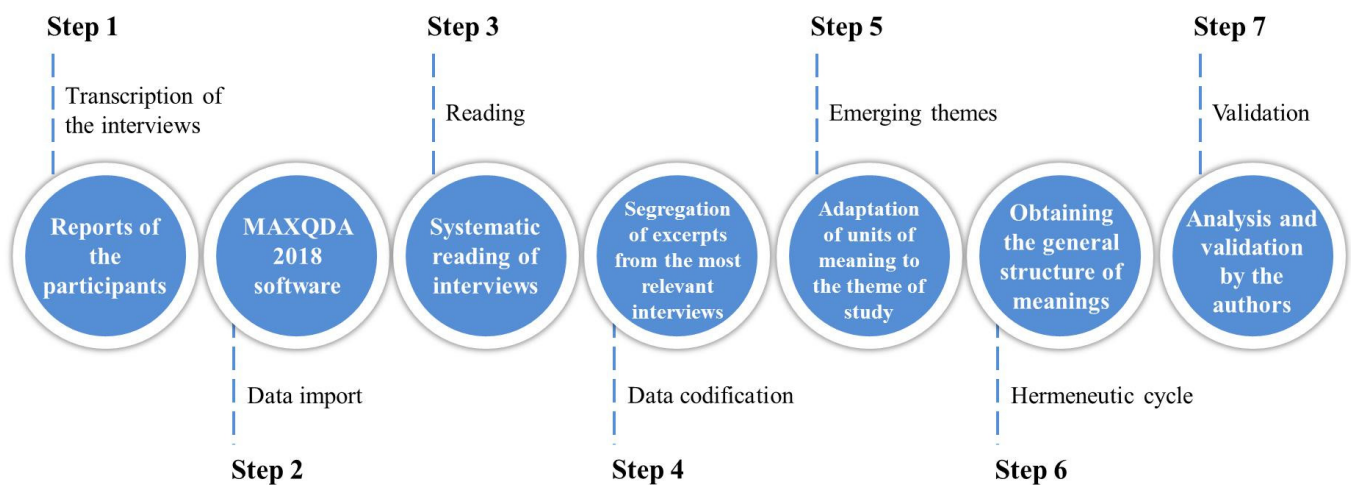 Step 1
Step 3
Step 5
Step 7
Transcription of
the interviews
Reading
Emerging themes
Validation
Reports of
the
participants
MAXQDA
2018
software
Systematic
reading of
interviews
Segregation
of excerpts
from the most
relevant
interviews
Adaptation
of units of
meaning to
the theme of
study
Obtaining
the general
structure of
meanings
Analysis and
validation
by the
authors
Data import
Data codification
Hermeneutic cycle
Step 2
Step 4
Step 6